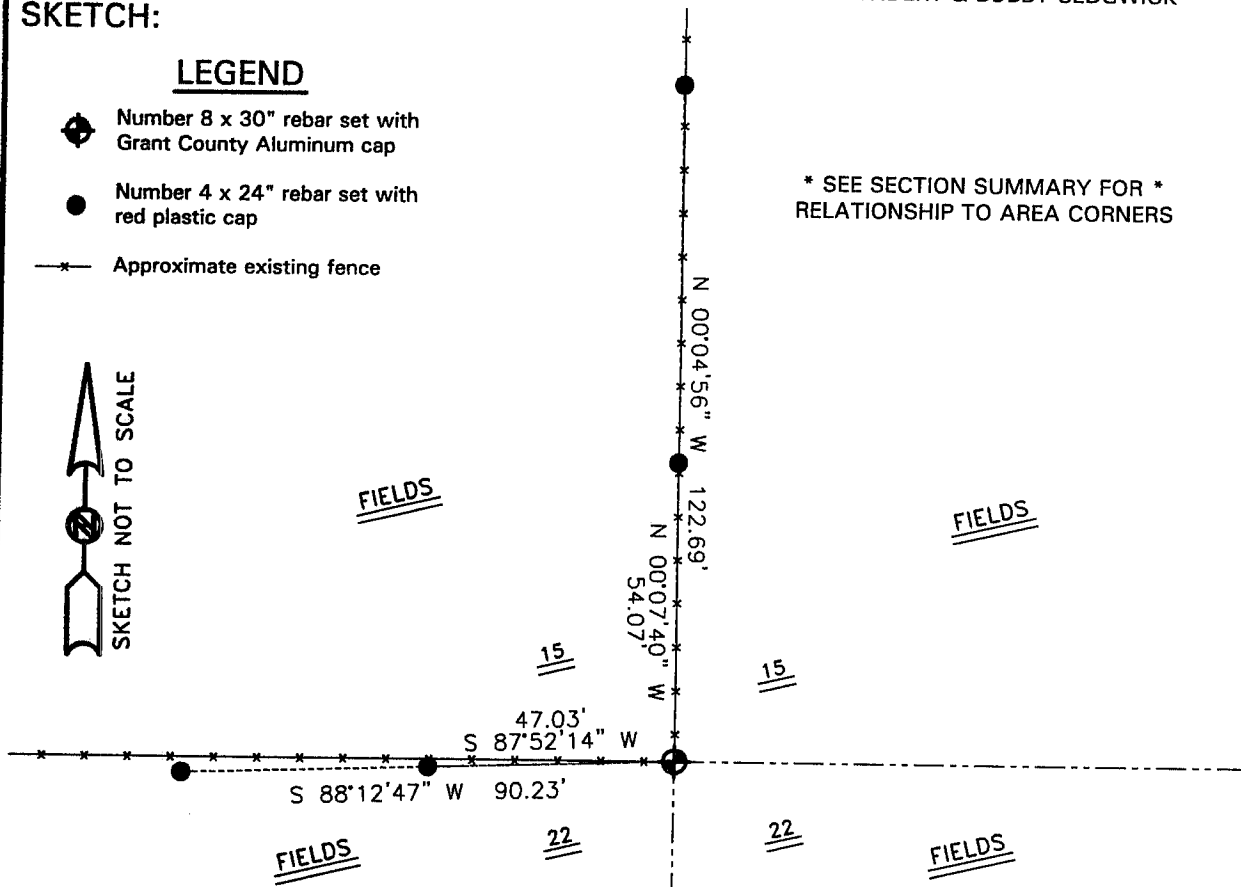 SKETCH:
& BOBBY SEDGWICK
LEGEND
Number 8 x 30" rebar set with
Grant County Aluminum cap
Number 4 x 24" rebar set with
red plastic cap
Approximate existing fence
* SEE SECTION SUMMARY FOR *
RELATIONSHIP TO AREA CORNERS
SKETCH NOT TO SCALE
N
N 00°04'56" W 122.69'
N 00°07'40" W
54.07'
FIELDS
FIELDS
15
15
47.03'
S 87°52'14" W
S 88°12'47" W 90.23'
FIELDS
22
22
FIELDS